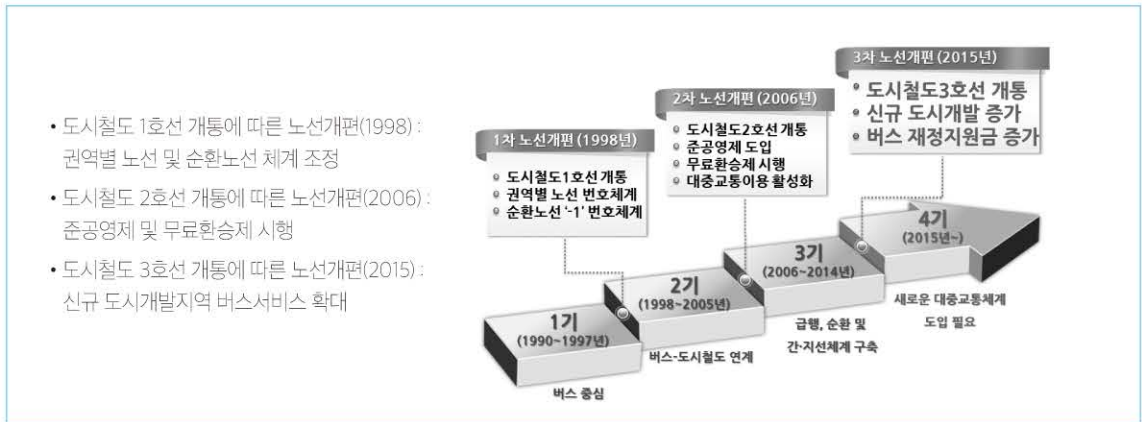 • 도시철도 1호선 개통에 따른 노선개편(1998) :
권역별 노선 및 순환노선 체계 조정
• 도시철도 2호선 개통에 따른 노선개편(2006) :
준공영제 및 무료환승제 시행
• 도시철도 3호선 개통에 따른 노선개편(2015) :
신규 도시개발지역 버스서비스 확대
1차 노선개편 (1998년)
도시철도1호선 개통
권역별 노선 번호체계
순환노선 '-1' 번호체계
2차 노선개편 (2006년)
도시철도2호선 개통
준공영제 도입
무료환승제 시행
대중교통이용 활성화
3차 노선개편 (2015년)
도시철도3호선 개통
신규 도시개발 증가
버스 재정지원금 증가
1기
(1990~1997년)
버스 중심
2기
(1998~2005년)
버스-도시철도 연계
3기
(2006~2014년)
급행, 순환 및
간·지선체계 구축
4기
(2015년~)
새로운 대중교통체계
도입 필요